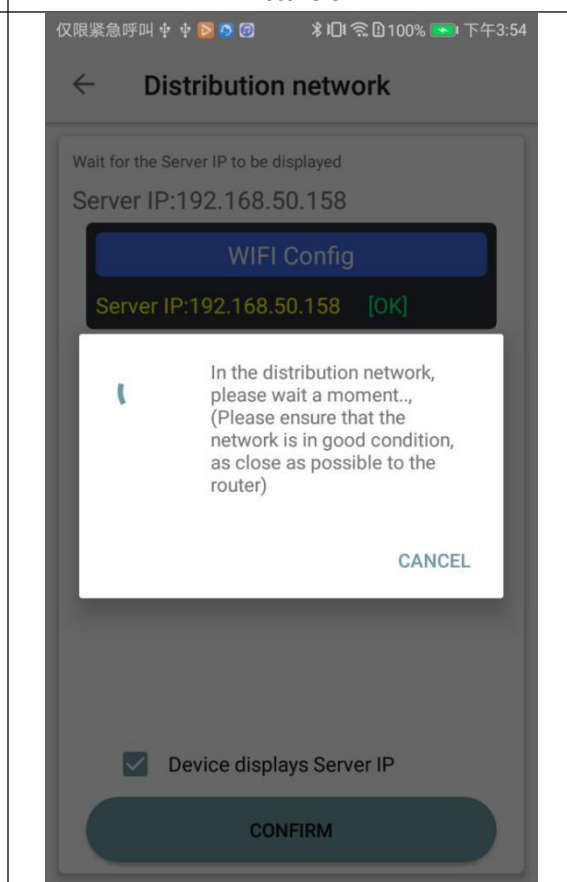 仅限紧急呼叫 100% 下午3:54
Distribution network
Wait for the Server IP to be displayed
Server IP:192.168.50.158
WIFI Config
Server IP:192.168.50.158 [OK]
In the distribution network,
please wait a moment..,
(Please ensure that the
network is in good condition,
as close as possible to the
router)
CANCEL
Device displays Server IP
CONFIRM